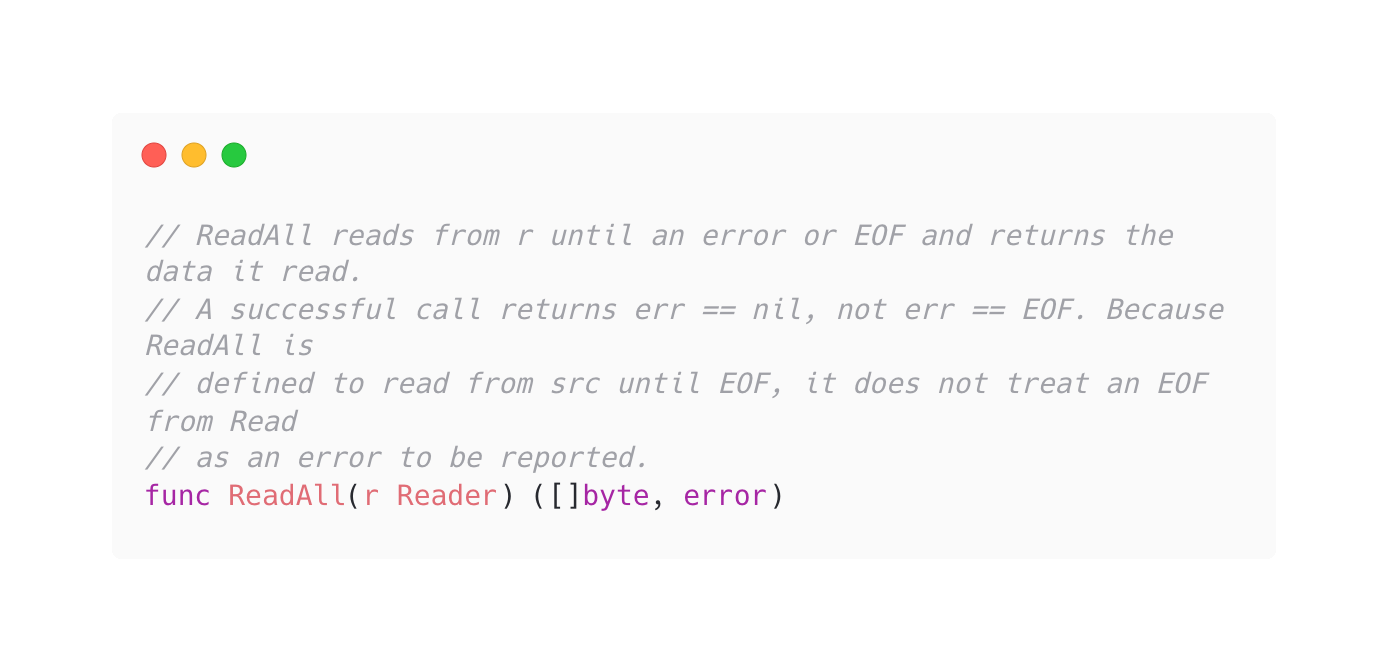 // ReadAll reads from r until an error or EOF and returns the
data it read.
// A successful call returns err == nil, not err == EOF. Because
ReadAll is
// defined to read from src until EOF, it does not treat an EOF
from Read
// as an error to be reported.
func ReadAll(r Reader) ([]byte, error)